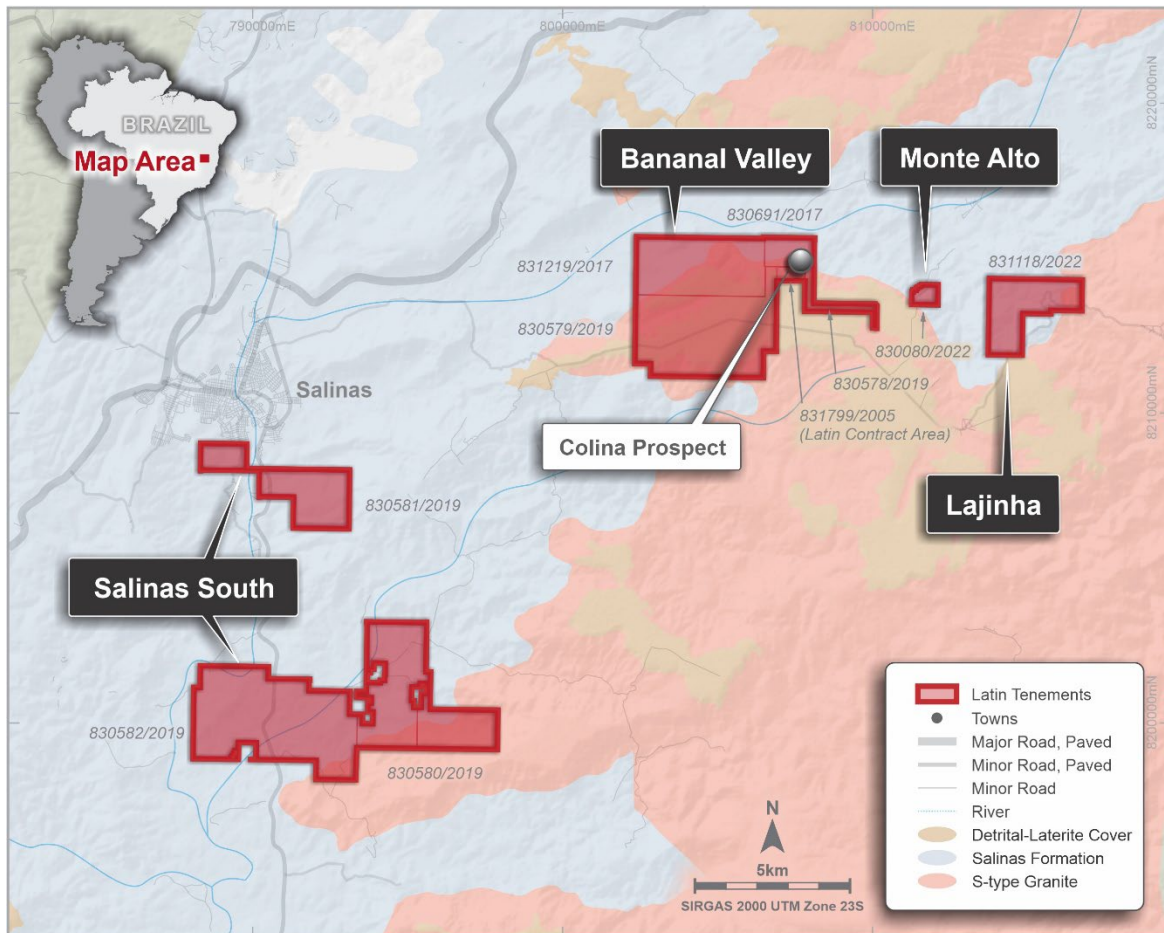 790000mE
800000mE
810000mE
8220000mN
BRAZIL
Map Area
Bananal Valley
Monte Alto
830691/2017
831219/2017
831118/2022
830579/2019
830080/2022
830578/2019
831799/2005
(Latin Contract Area)
8210000mN
Salinas
Colina Prospect
Lajinha
830581/2019
Salinas South
830582/2019
830580/2019
8200000mN
Latin Tenements
Towns
Major Road, Paved
Minor Road, Paved
Minor Road
River
Detrital-Laterite Cover
Salinas Formation
S-type Granite
N
5km
SIRGAS 2000 UTM Zone 23S